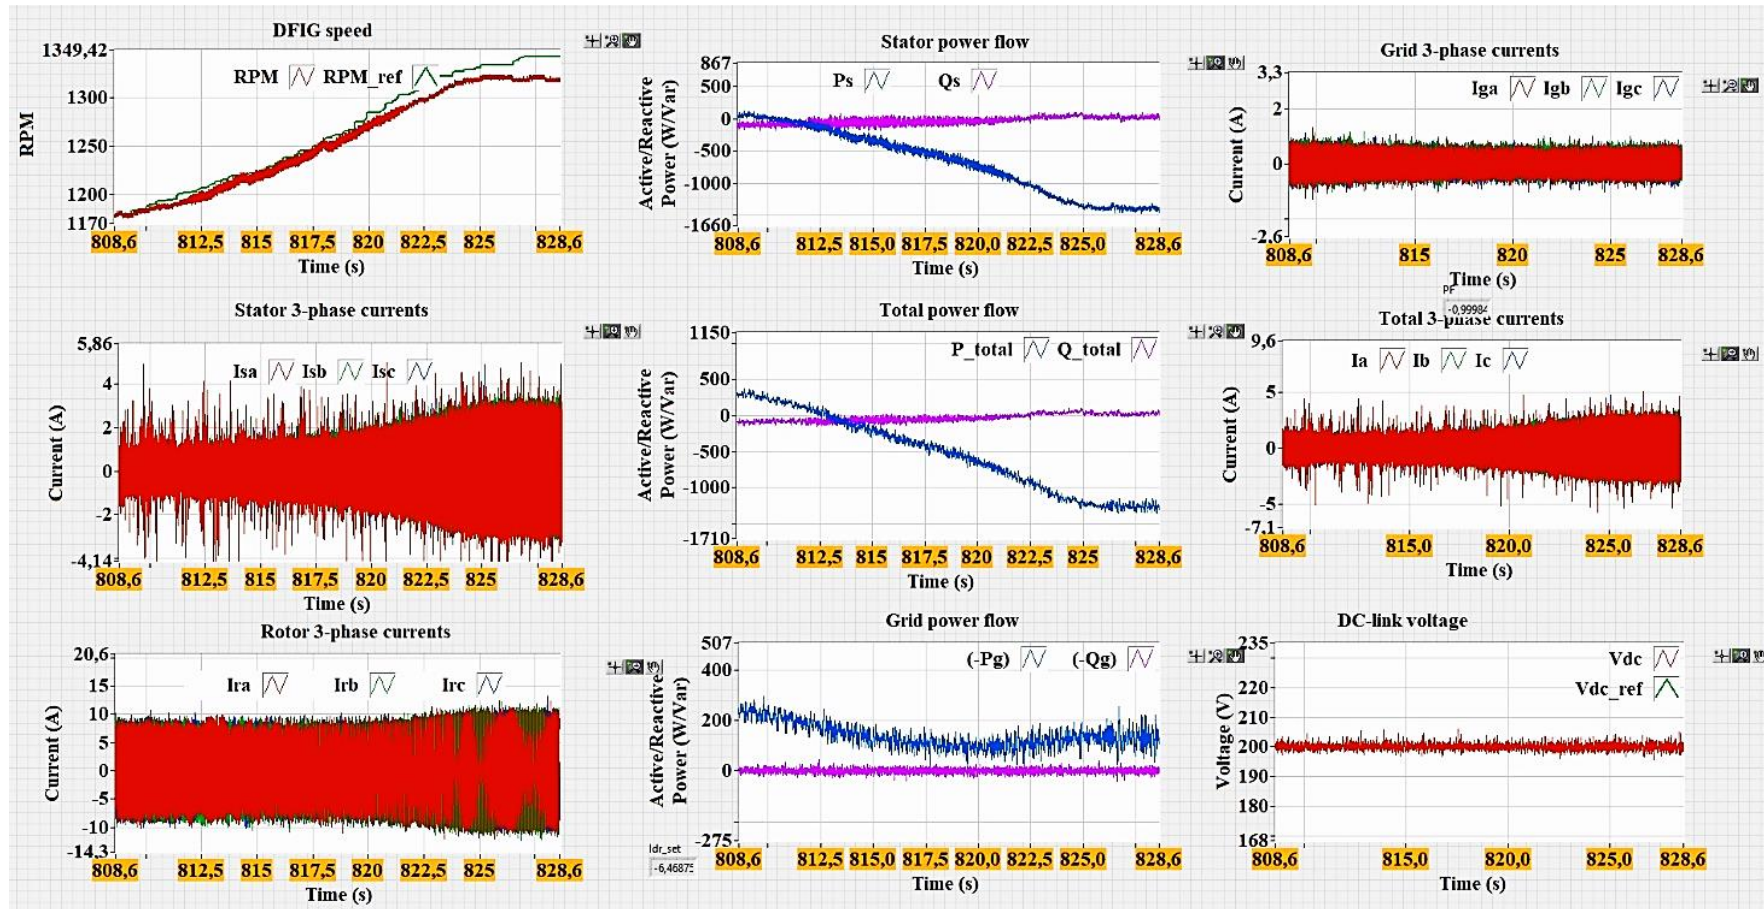 DFIG speed
1349,42
1300
1250
1200
1170
RPM
RPM RPM_ref
808,6 812,5 815 817,5 820 822,5 825 828,6
Time (s)
Stator power flow
867
500
0
-500
-1000
-1660
Active/Reactive
Power (W/Var)
Ps Qs
808,6 812,5 815,0 817,5 820,0 822,5 825,0 828,6
Time (s)
Grid 3-phase currents
3,3
2
0
-2,6
Current (A)
Iga Igb Igc
808,6 815 820 825 828,6
Time (s)
PF
-0,99984
Stator 3-phase currents
5,86
4
2
0
-2
-4,14
Current (A)
Isa Isb Isc
808,6 812,5 815 817,5 820 822,5 825 828,6
Time (s)
Total power flow
1150
500
0
-500
-1000
-1710
Active/Reactive
Power (W/Var)
P_total Q_total
808,6 812,5 815 817,5 820,0 822,5 825,0 828,6
Time (s)
Total 3-phase currents
9,6
5
0
-5
-7,1
Current (A)
Ia Ib Ic
808,6 815,0 820,0 825,0 828,6
Time (s)
Rotor 3-phase currents
20,6
15
10
5
0
-5
-10
-14,3
Current (A)
Ira Irb Irc
808,6 812,5 815 817,5 820 822,5 825 828,6
Time (s)
Idr_set
-6,46875
Grid power flow
507
400
200
0
-275
Active/Reactive
Power (W/Var)
(-Pg) (-Qg)
808,6 812,5 815,0 817,5 820,0 822,5 825,0 828,6
Time (s)
DC-link voltage
235
220
210
200
190
180
168
Voltage (V)
Vdc
Vdc_ref
808,6 815,0 820,0 825,0 828,6
Time (s)